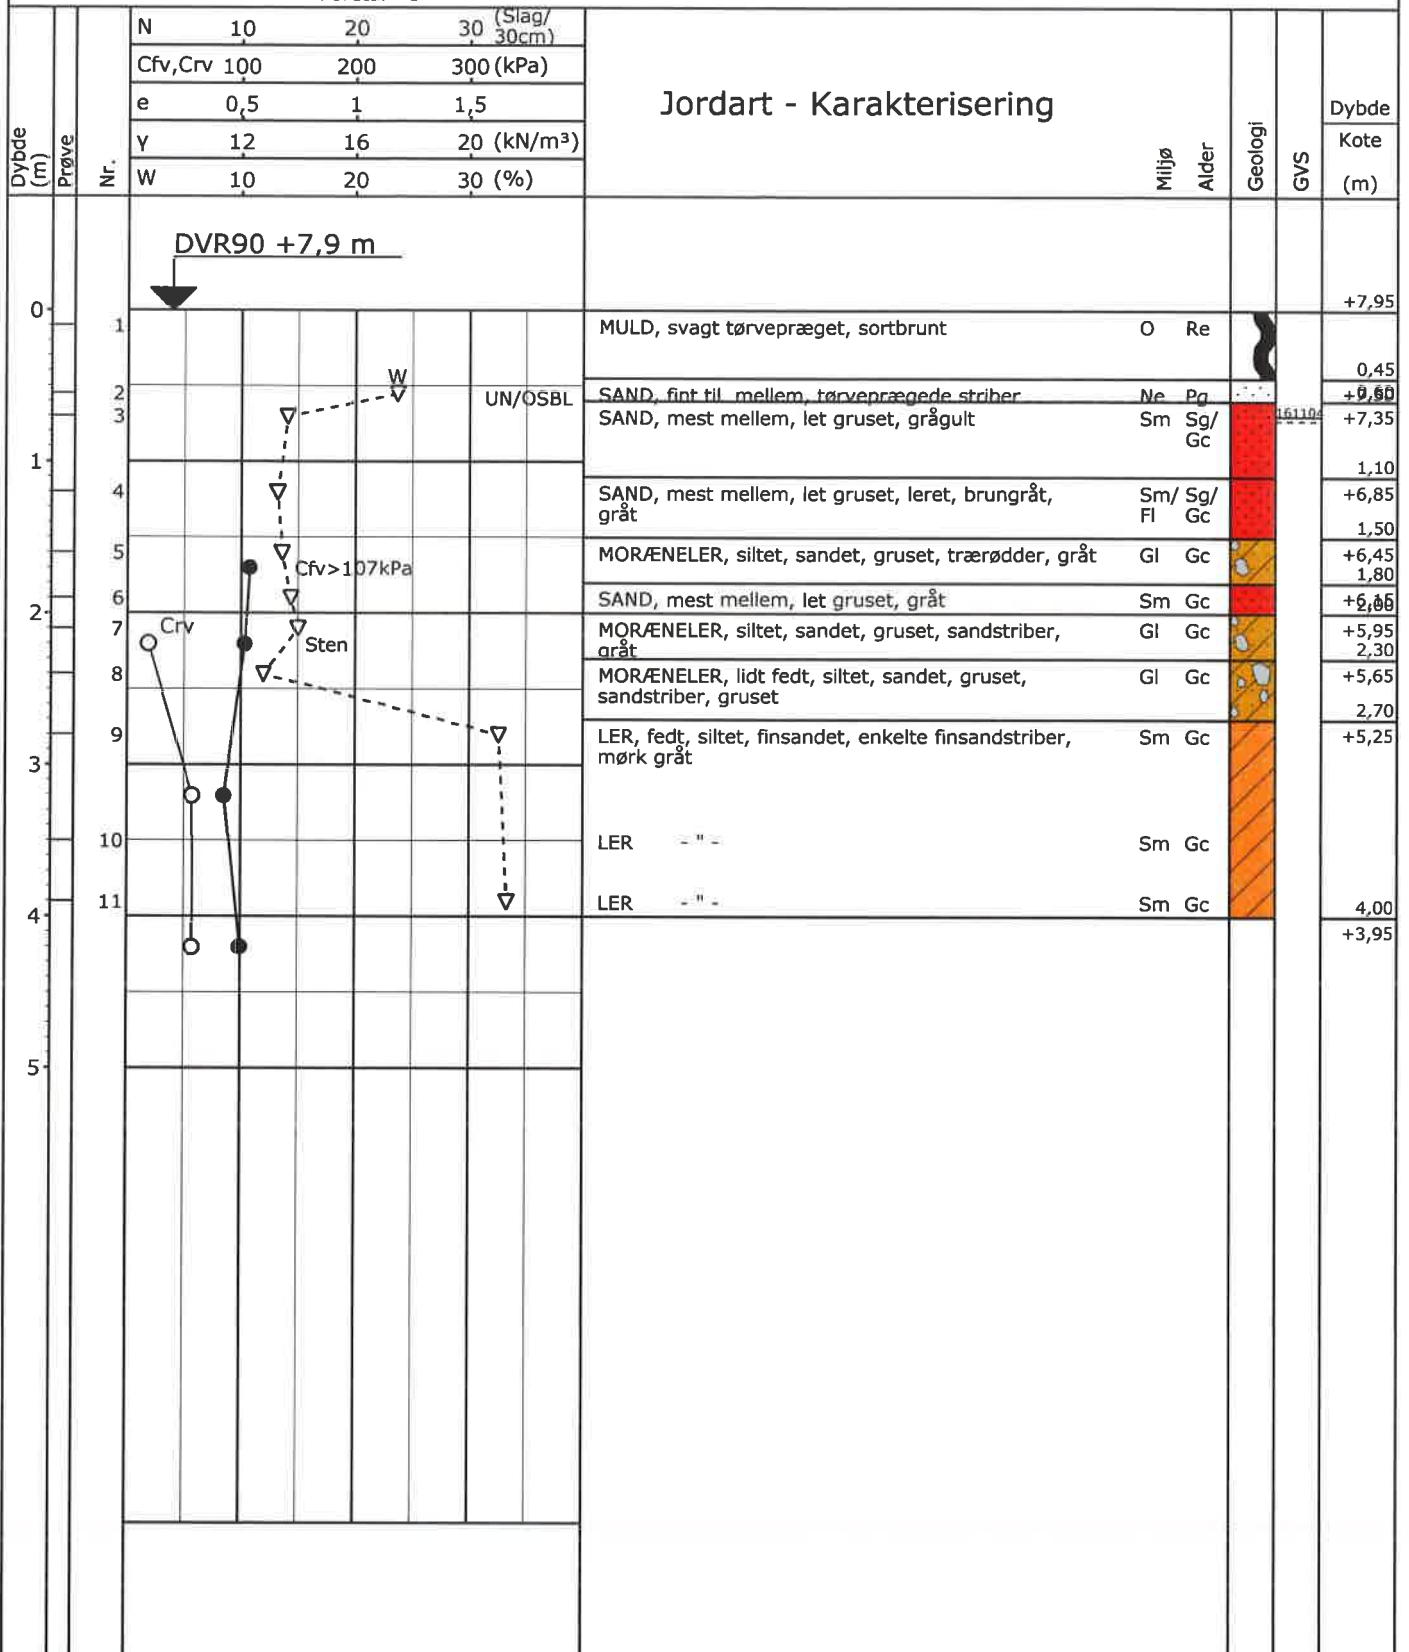 N 10 20 30 (Slag/
30cm)
Cfv,Crv 100 200 300 (kPa)
e 0,5 1 1,5
γ 12 16 20 (kN/m³)
W 10 20 30 (%)
Dybde
(m)
Prøve
Nr.
Jordart - Karakterisering
Miljø
Alder
Geologi
GVS
Dybde
Kote
(m)
DVR90 +7,9 m
+7,95
0
1 MULD, svagt tørvepræget, sortbrunt O Re
0,45
W
2 UN/OSBL SAND, fint til mellem, tørveprægede striber Ne Pg
0,60
3 SAND, mest mellem, let gruset, grågult Sm Sg/ 161104 +7,35
Gc
1 1,10
4 SAND, mest mellem, let gruset, leret, brungråt, Sm/ Sg/ +6,85
gråt Fl Gc
1,50
5 MORÆNELER, siltet, sandet, gruset, trærødder, gråt Gl Gc +6,45
Cfv>107kPa
1,80
6 SAND, mest mellem, let gruset, gråt Sm Gc +6,15
2 2,00
7 Crv MORÆNELER, siltet, sandet, gruset, sandstriber, Gl Gc +5,95
Sten gråt 2,30
8 MORÆNELER, lidt fedt, siltet, sandet, gruset, Gl Gc +5,65
sandstriber, gruset
2,70
9 LER, fedt, siltet, finsandet, enkelte finsandstriber, Sm Gc +5,25
mørk gråt
3
10 LER - " - Sm Gc
11 LER - " - Sm Gc
4 4,00
+3,95
5